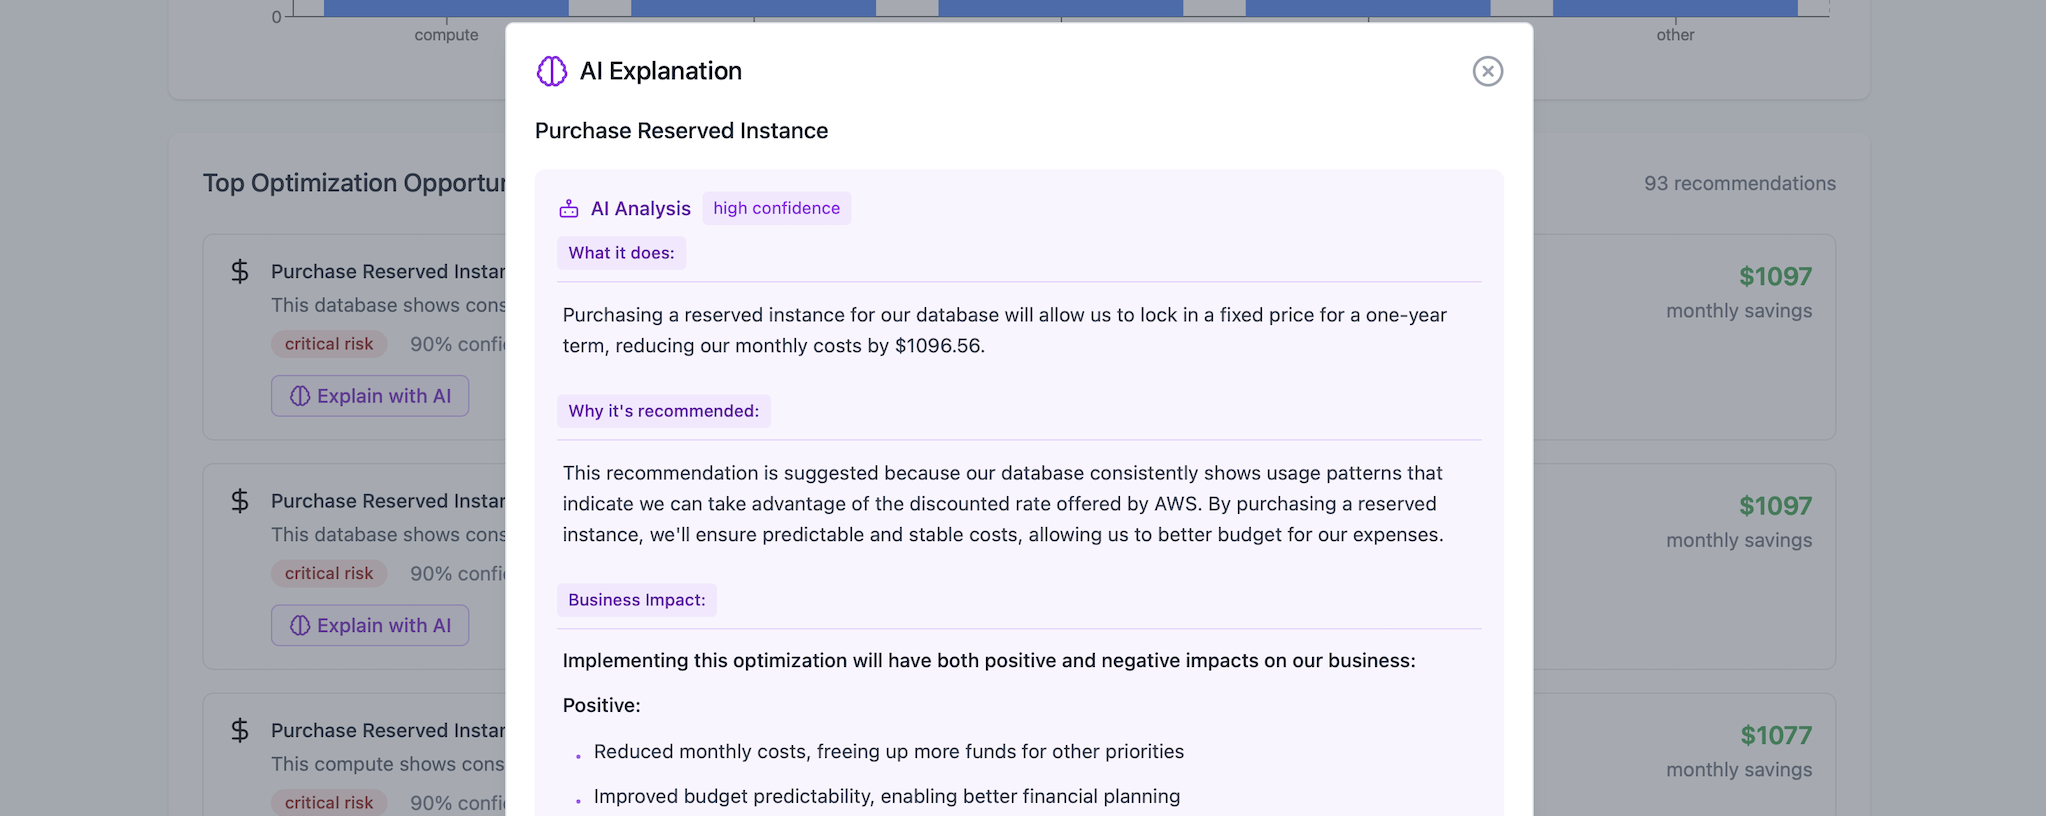 0
compute
other
AI Explanation
Purchase Reserved Instance
AI Analysis high confidence
What it does:
Purchasing a reserved instance for our database will allow us to lock in a fixed price for a one-year
term, reducing our monthly costs by $1096.56.
Why it's recommended:
This recommendation is suggested because our database consistently shows usage patterns that
indicate we can take advantage of the discounted rate offered by AWS. By purchasing a reserved
instance, we'll ensure predictable and stable costs, allowing us to better budget for our expenses.
Business Impact:
Implementing this optimization will have both positive and negative impacts on our business:
Positive:
Reduced monthly costs, freeing up more funds for other priorities
Improved budget predictability, enabling better financial planning
Top Optimization Opportur
93 recommendations
$ Purchase Reserved Instar
This database shows cons
critical risk 90% confi
Explain with AI
$1097
monthly savings
$ Purchase Reserved Instar
This database shows cons
critical risk 90% confi
Explain with AI
$1097
monthly savings
$ Purchase Reserved Instar
This compute shows cons
critical risk 90% confi
$1077
monthly savings